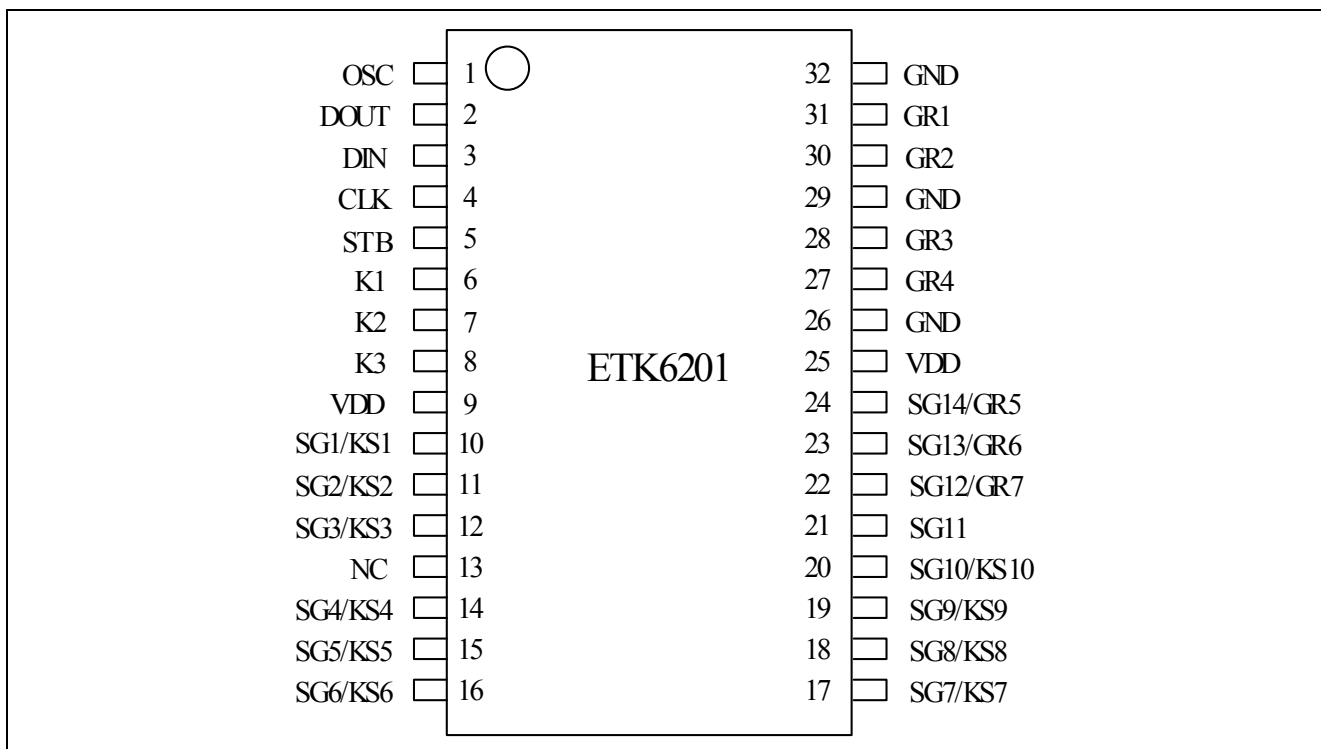 OSC 1 32 GND
DOUT 2 31 GR1
DIN 3 30 GR2
CLK 4 29 GND
STB 5 28 GR3
K1 6 27 GR4
K2 7 26 GND
K3 8 ETK6201 25 VDD
VDD 9 24 SG14/GR5
SG1/KS1 10 23 SG13/GR6
SG2/KS2 11 22 SG12/GR7
SG3/KS3 12 21 SG11
NC 13 20 SG10/KS10
SG4/KS4 14 19 SG9/KS9
SG5/KS5 15 18 SG8/KS8
SG6/KS6 16 17 SG7/KS7